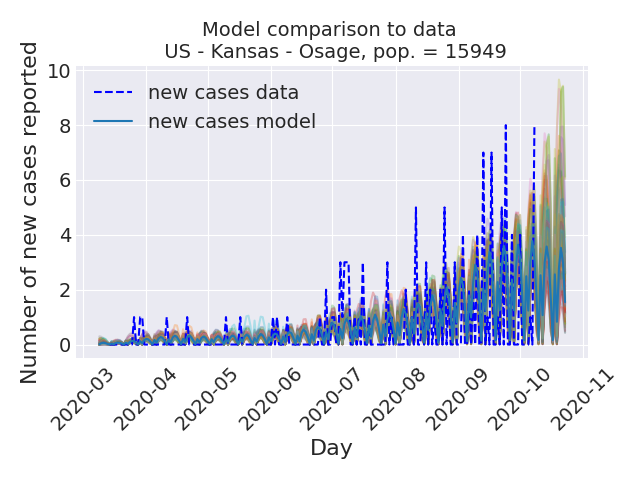 Model comparison to data
US - Kansas - Osage, pop. = 15949
Number of new cases reported
10
8
6
4
2
0
new cases data
new cases model
2020-03
2020-04
2020-05
2020-06
2020-07
2020-08
2020-09
2020-10
2020-11
Day